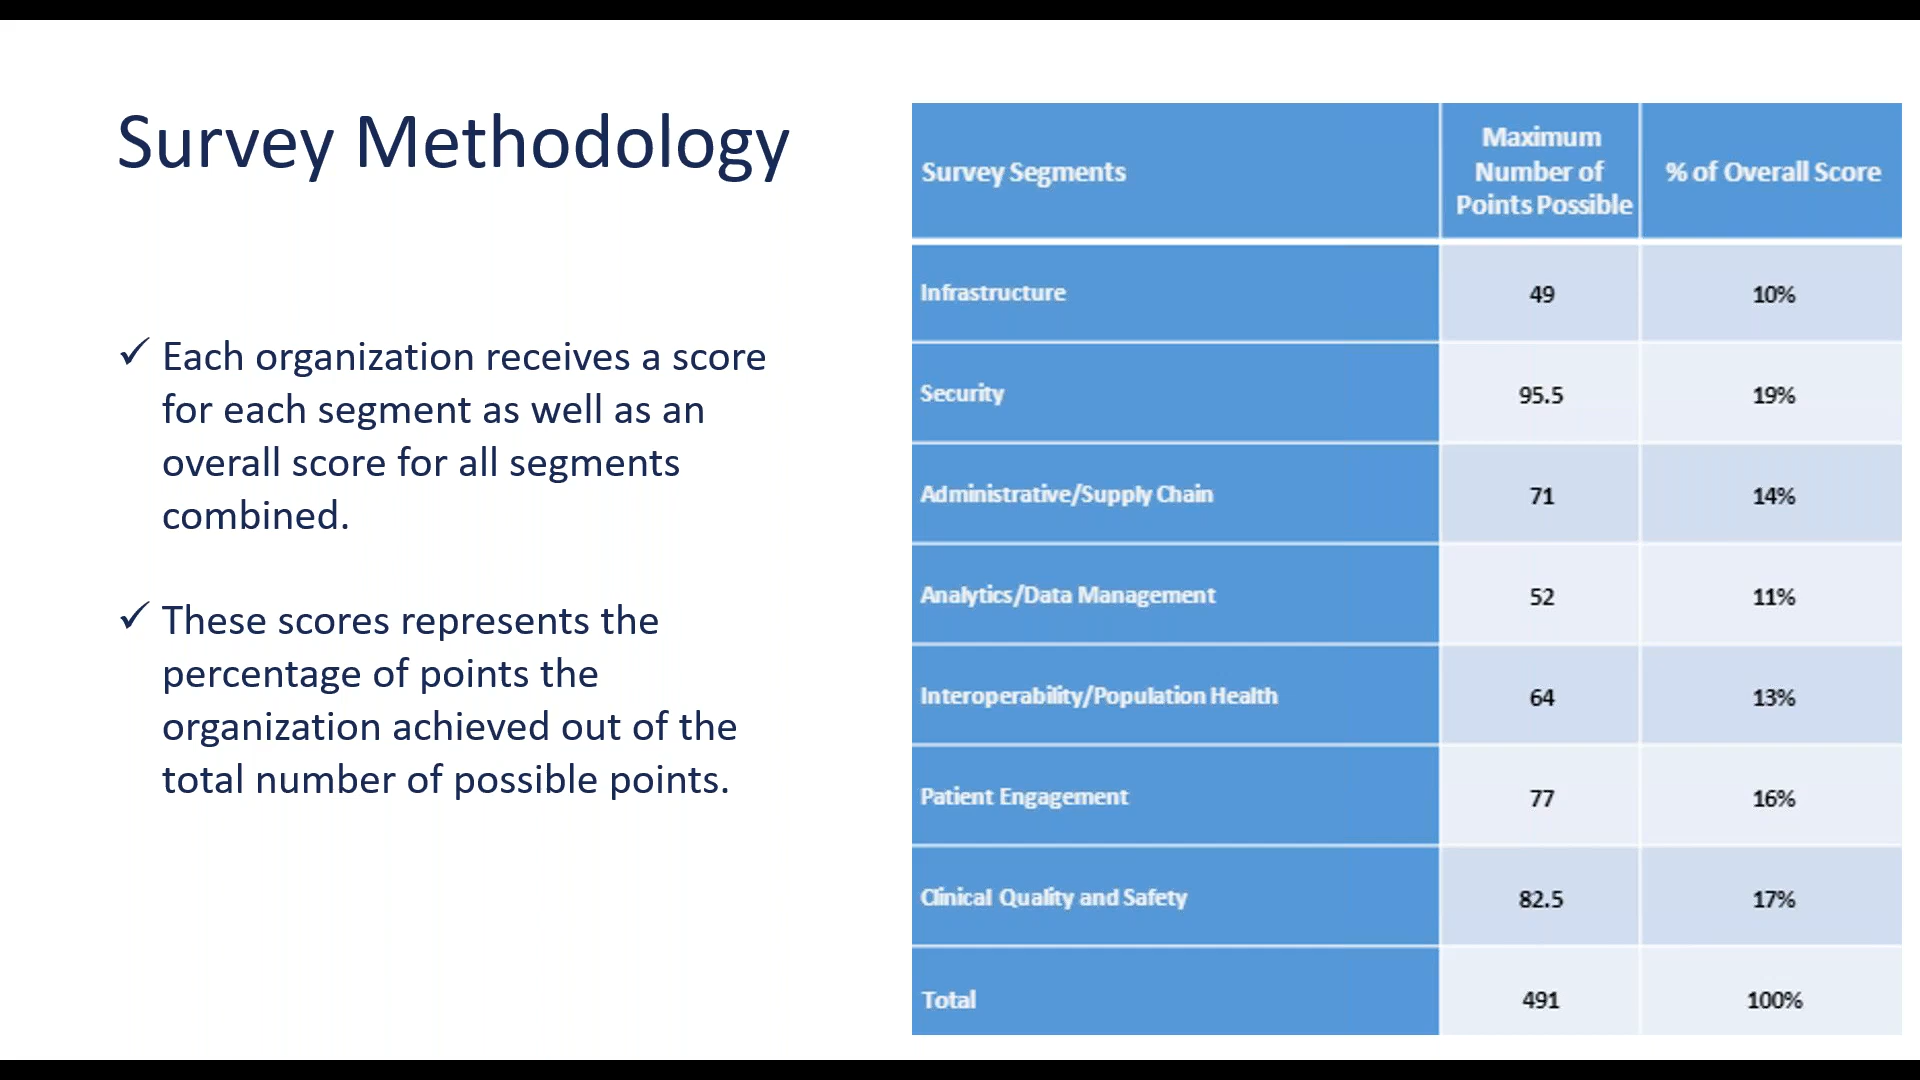 Survey Methodology
✓ Each organization receives a score
for each segment as well as an
overall score for all segments
combined.
✓ These scores represents the
percentage of points the
organization achieved out of the
total number of possible points.
Survey Segments
Maximum
Number of
Points Possible
% of Overall Score
Infrastructure 49 10%
Security 95.5 19%
Administrative/Supply Chain 71 14%
Analytics/Data Management 52 11%
Interoperability/Population Health 64 13%
Patient Engagement 77 16%
Clinical Quality and Safety 82.5 17%
Total 491 100%